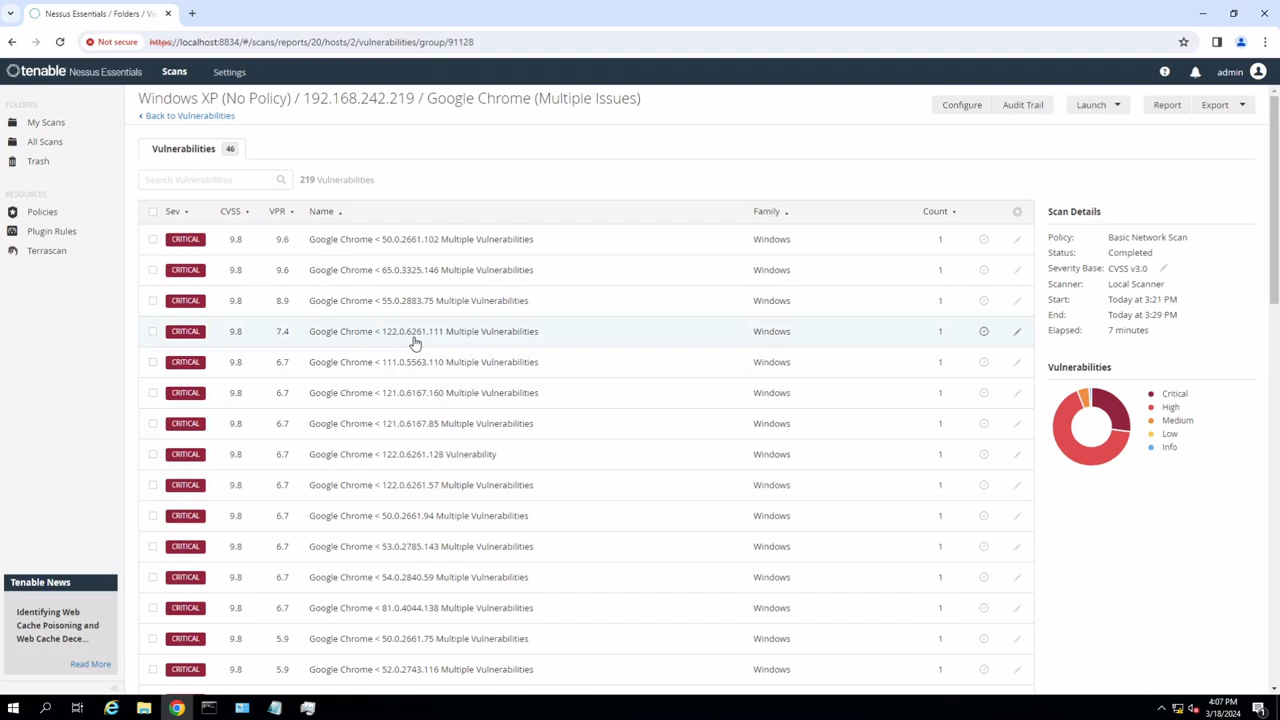 Nessus Essentials / Folders / Vie
Not secure
https://localhost:8834/#/scans/reports/20/hosts/2/vulnerabilities/group/91128
tenable Nessus Essentials
Scans
Settings
admin
FOLDERS
My Scans
All Scans
Trash
RESOURCES
Policies
Plugin Rules
Terrascan
Windows XP (No Policy) / 192.168.242.219 / Google Chrome (Multiple Issues)
Back to Vulnerabilities
Configure
Audit Trail
Launch
Report
Export
Vulnerabilities 46
Search Vulnerabilities
219 Vulnerabilities
Sev CVSS VPR Name Family Count
CRITICAL 9.8 9.6 Google Chrome < 50.0.2661.102 Multiple Vulnerabilities Windows 1
CRITICAL 9.8 9.6 Google Chrome < 65.0.3325.146 Multiple Vulnerabilities Windows 1
CRITICAL 9.8 8.9 Google Chrome < 55.0.2883.75 Multiple Vulnerabilities Windows 1
CRITICAL 9.8 7.4 Google Chrome < 122.0.6261.111 Multiple Vulnerabilities Windows 1
CRITICAL 9.8 6.7 Google Chrome < 111.0.5563.110 Multiple Vulnerabilities Windows 1
CRITICAL 9.8 6.7 Google Chrome < 121.0.6167.160 Multiple Vulnerabilities Windows 1
CRITICAL 9.8 6.7 Google Chrome < 121.0.6167.85 Multiple Vulnerabilities Windows 1
CRITICAL 9.8 6.7 Google Chrome < 122.0.6261.128 Vulnerability Windows 1
CRITICAL 9.8 6.7 Google Chrome < 122.0.6261.57 Multiple Vulnerabilities Windows 1
CRITICAL 9.8 6.7 Google Chrome < 50.0.2661.94 Multiple Vulnerabilities Windows 1
CRITICAL 9.8 6.7 Google Chrome < 53.0.2785.143 Multiple Vulnerabilities Windows 1
CRITICAL 9.8 6.7 Google Chrome < 54.0.2840.59 Multiple Vulnerabilities Windows 1
CRITICAL 9.8 6.7 Google Chrome < 81.0.4044.138 Multiple Vulnerabilities Windows 1
CRITICAL 9.8 5.9 Google Chrome < 50.0.2661.75 Multiple Vulnerabilities Windows 1
CRITICAL 9.8 5.9 Google Chrome < 52.0.2743.116 Multiple Vulnerabilities Windows 1
Scan Details
Policy: Basic Network Scan
Status: Completed
Severity Base: CVSS v3.0
Scanner: Local Scanner
Start: Today at 3:21 PM
End: Today at 3:29 PM
Elapsed: 7 minutes
Vulnerabilities
Critical
High
Medium
Low
Info
Tenable News
Identifying Web
Cache Poisoning and
Web Cache Dece...
Read More
4:07 PM
3/18/2024
1